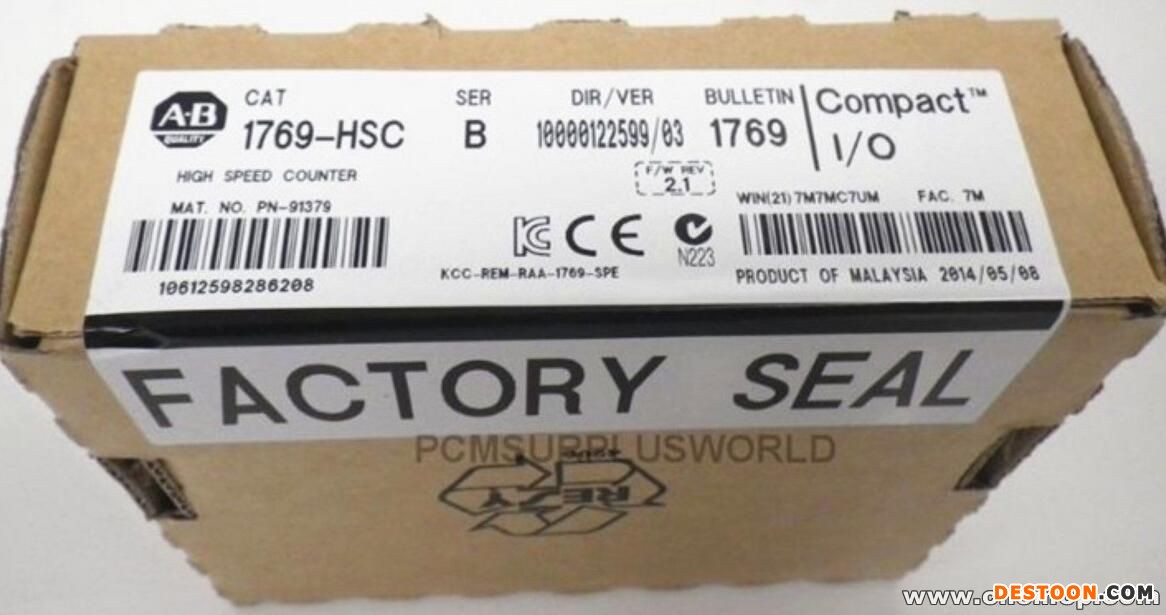 A-B
QUALITY
CAT
1769-HSC
SER
B
DIR/VER
10000122599/03
BULLETIN
1769
Compact™
I/O
HIGH SPEED COUNTER
F/W REV
2.1
MAT. NO. PN-91379
10612598286208
KCC-REM-RAA-1769-SPE
CE
N223
WIN(21) 7M7MC7UM FAC. 7M
PRODUCT OF MALAYSIA 2014/05/08
FACTORY SEAL
PCMSURPLUSWORLD
REZY
DESTOON.COM